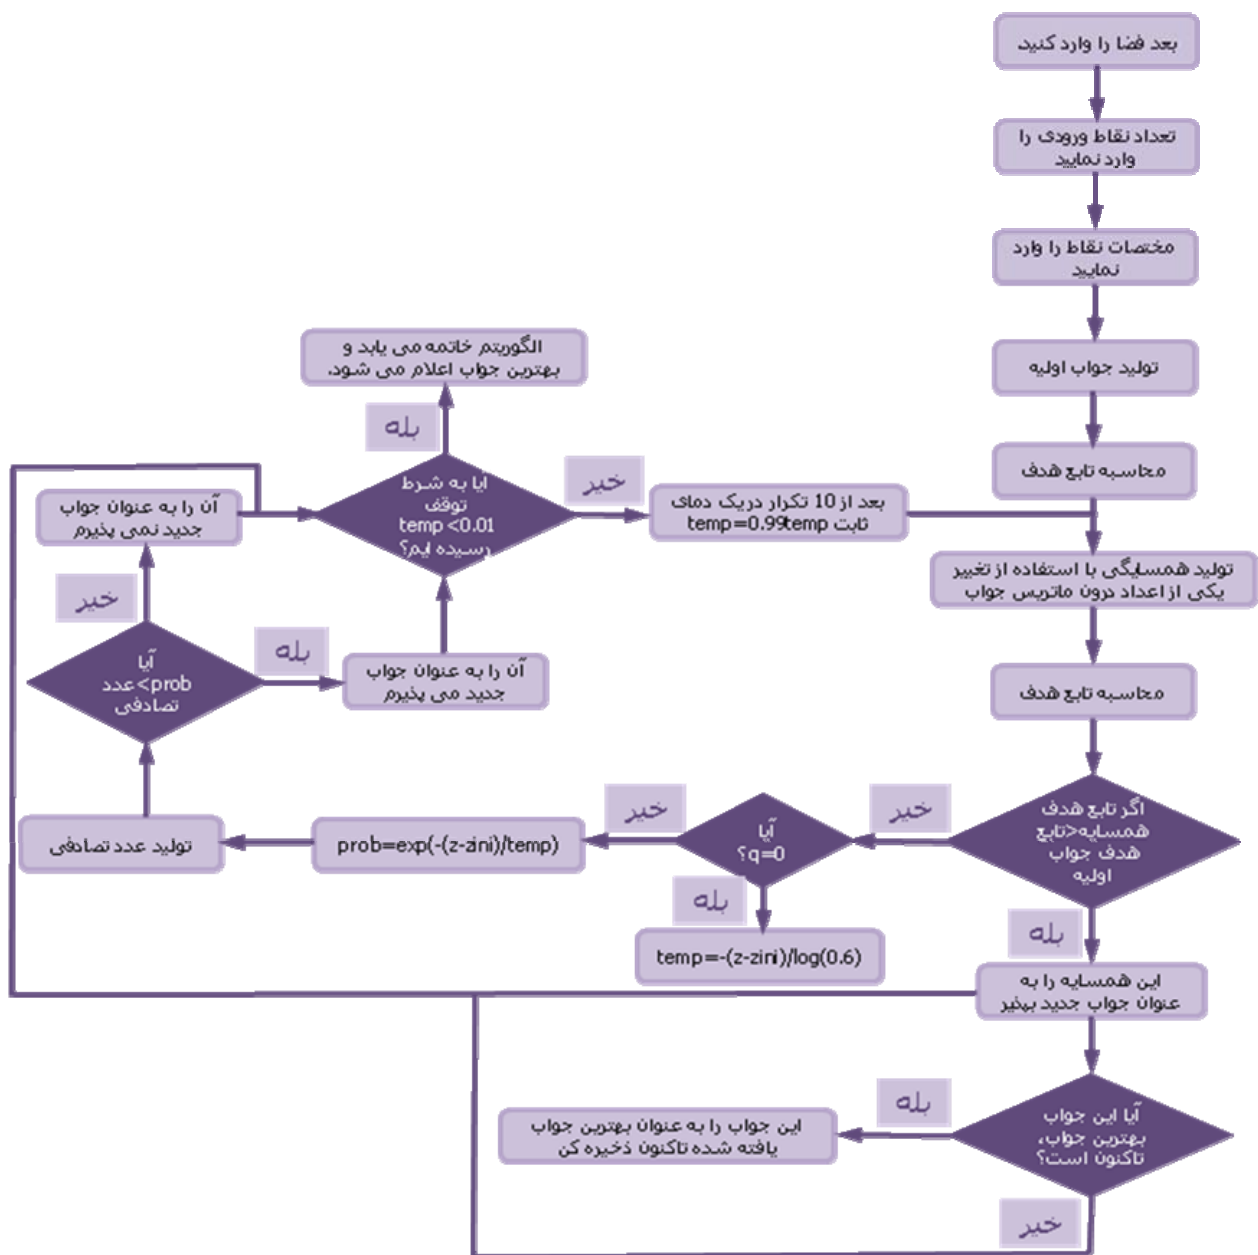 بعد فضا را وارد کنید
تعداد نقاط ورودی را
وارد نمایید
مختصات نقاط را وارد
نمایید
تولید جواب اولیه
محاسبه تابع هدف
تولید همسایگی با استفاده از تغییر
یکی از اعداد درون ماتریس جواب
محاسبه تابع هدف
اگر تابع هدف
همسایه>تابع
هدف جواب
اولیه
بله
این همسایه را به
عنوان جواب جدید بپذیر
آیا این جواب
بهترین جواب،
تاکنون است؟
بله
این جواب را به عنوان بهترین جواب
یافته شده تاکنون ذخیره کن
خیر
خیر
آیا
q=0؟
بله
temp=-(z-zini)/log(0.6)
خیر
prob=exp(-(z-zini)/temp)
تولید عدد تصادفی
آیا
prob>عدد
تصادفی
بله
آن را به عنوان جواب
جدید می پذیرم
خیر
آن را به عنوان جواب
جدید نمی پذیرم
آیا به شرط
توقف
temp<0.01
رسیده ایم؟
بله
الگوریتم خاتمه می یابد و
بهترین جواب اعلام می شود.
خیر
بعد از 10 تکرار دریک دمای
ثابت temp=0.99temp